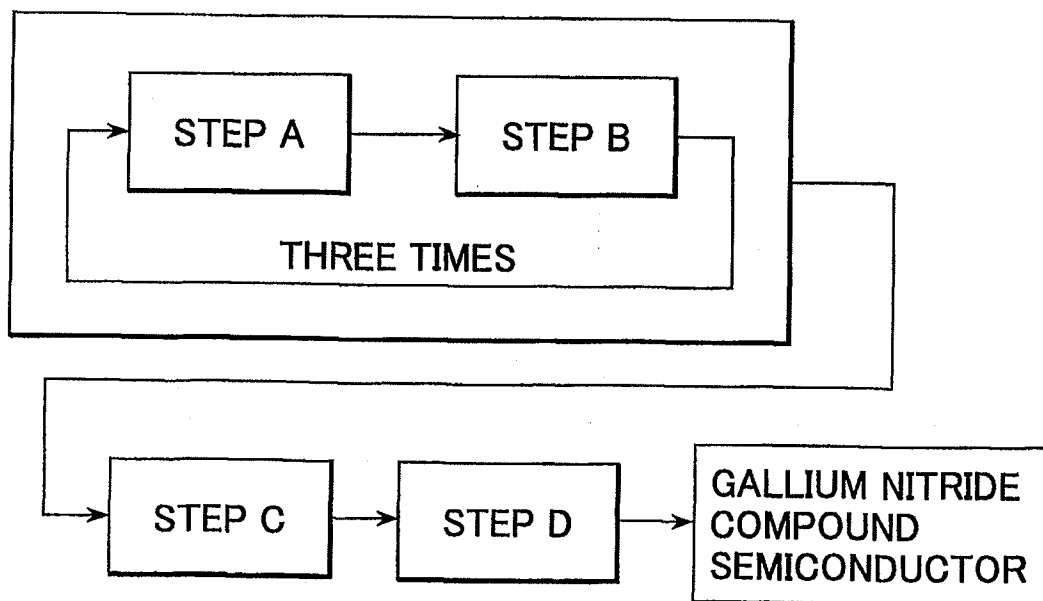 STEP A
STEP B
THREE TIMES
STEP C
STEP D
GALLIUM NITRIDE
COMPOUND
SEMICONDUCTOR